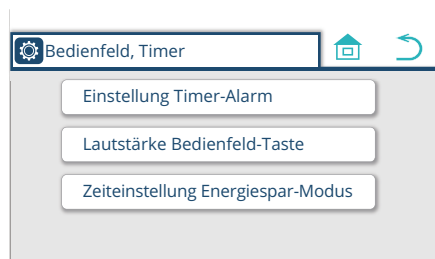 Bedienfeld, Timer
Einstellung Timer-Alarm
Lautstärke Bedienfeld-Taste
Zeiteinstellung Energiespar-Modus